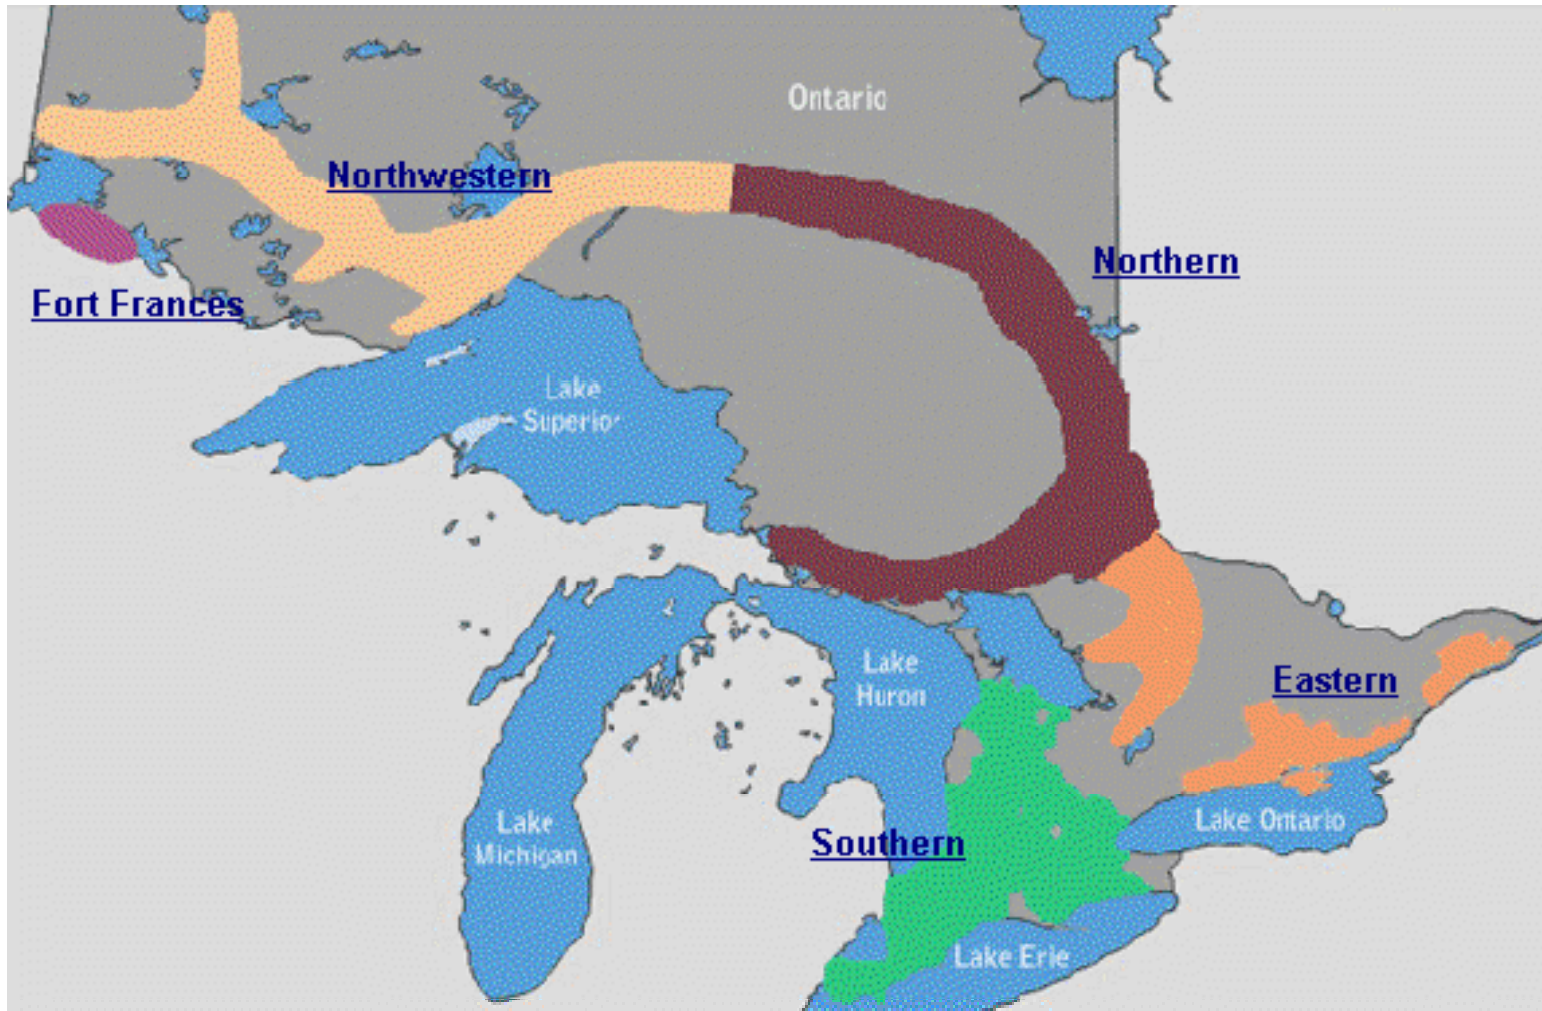 Ontario
Northwestern
Northern
Fort Frances
Lake
Superior
Lake
Huron
Eastern
Lake
Michigan
Southern
Lake Ontario
Lake Erie